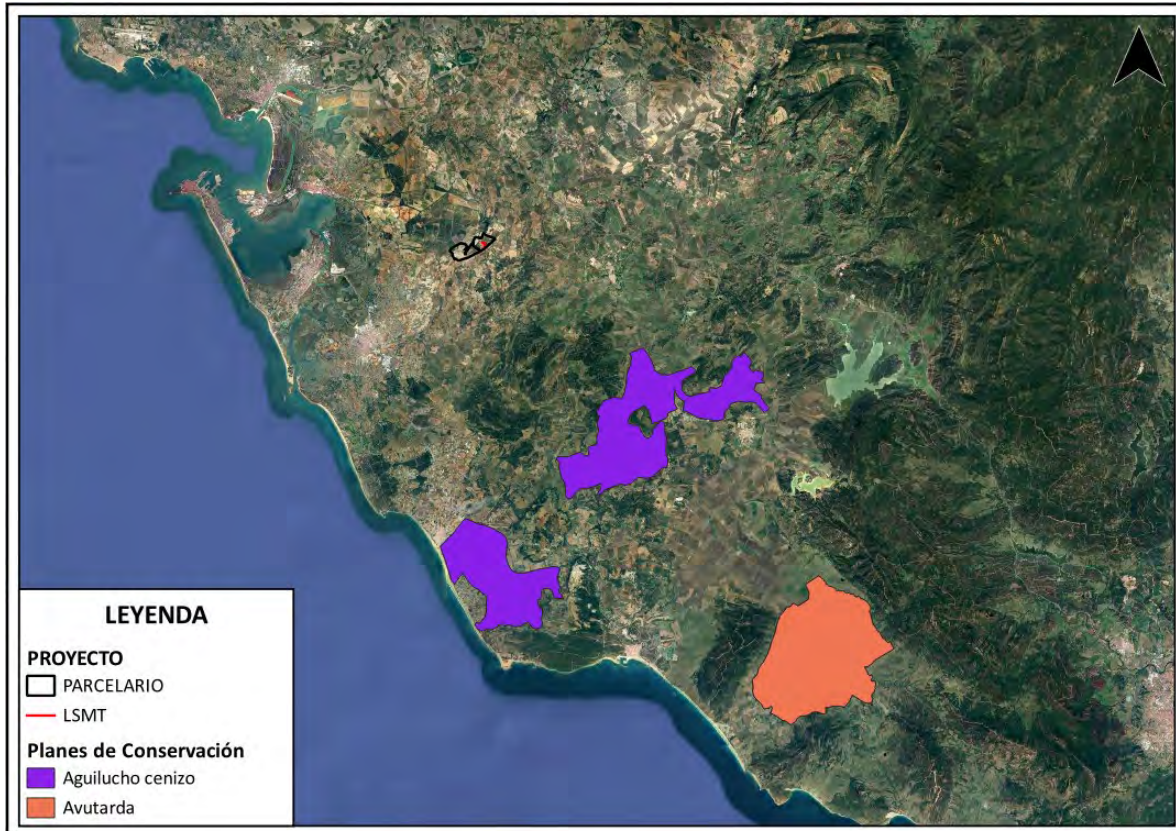 LEYENDA
PROYECTO
PARCELARIO
LSMT
Planes de Conservación
Aguilucho cenizo
Avutarda